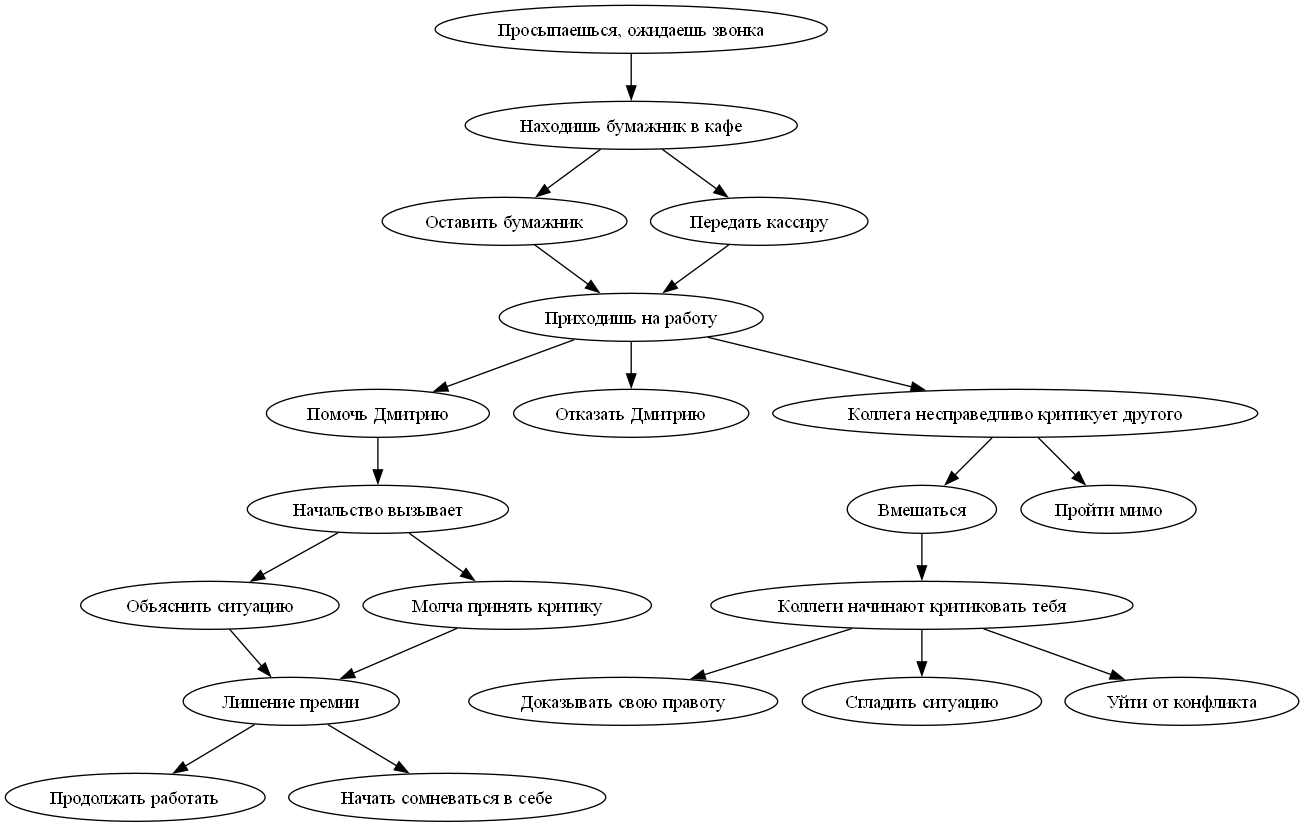 Просыпаешься, ожидаешь звонка
Находишь бумажник в кафе
Оставить бумажник
Передать кассиру
Приходишь на работу
Помочь Дмитрию
Отказать Дмитрию
Коллега несправедливо критикует другого
Начальство вызывает
Вмешаться
Пройти мимо
Объяснить ситуацию
Молча принять критику
Коллеги начинают критиковать тебя
Лишение премии
Доказывать свою правоту
Сгладить ситуацию
Уйти от конфликта
Продолжать работать
Начать сомневаться в себе